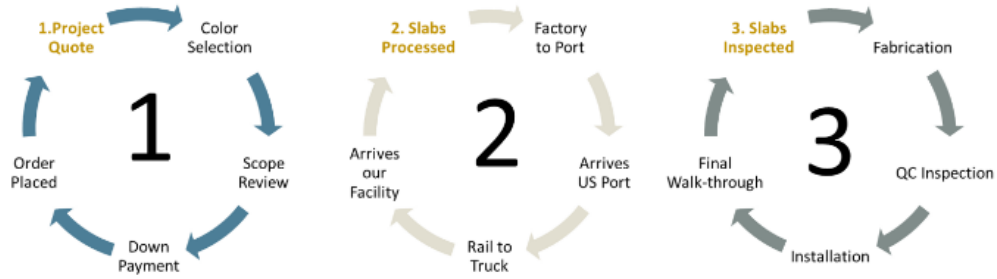 1.Project
Quote
Color
Selection
Scope
Review
Down
Payment
Order
Placed
1
2. Slabs
Processed
Factory
to Port
Arrives
US Port
Rail to
Truck
Arrives
our
Facility
2
3. Slabs
Inspected
Fabrication
QC Inspection
Installation
Final
Walk-through
3